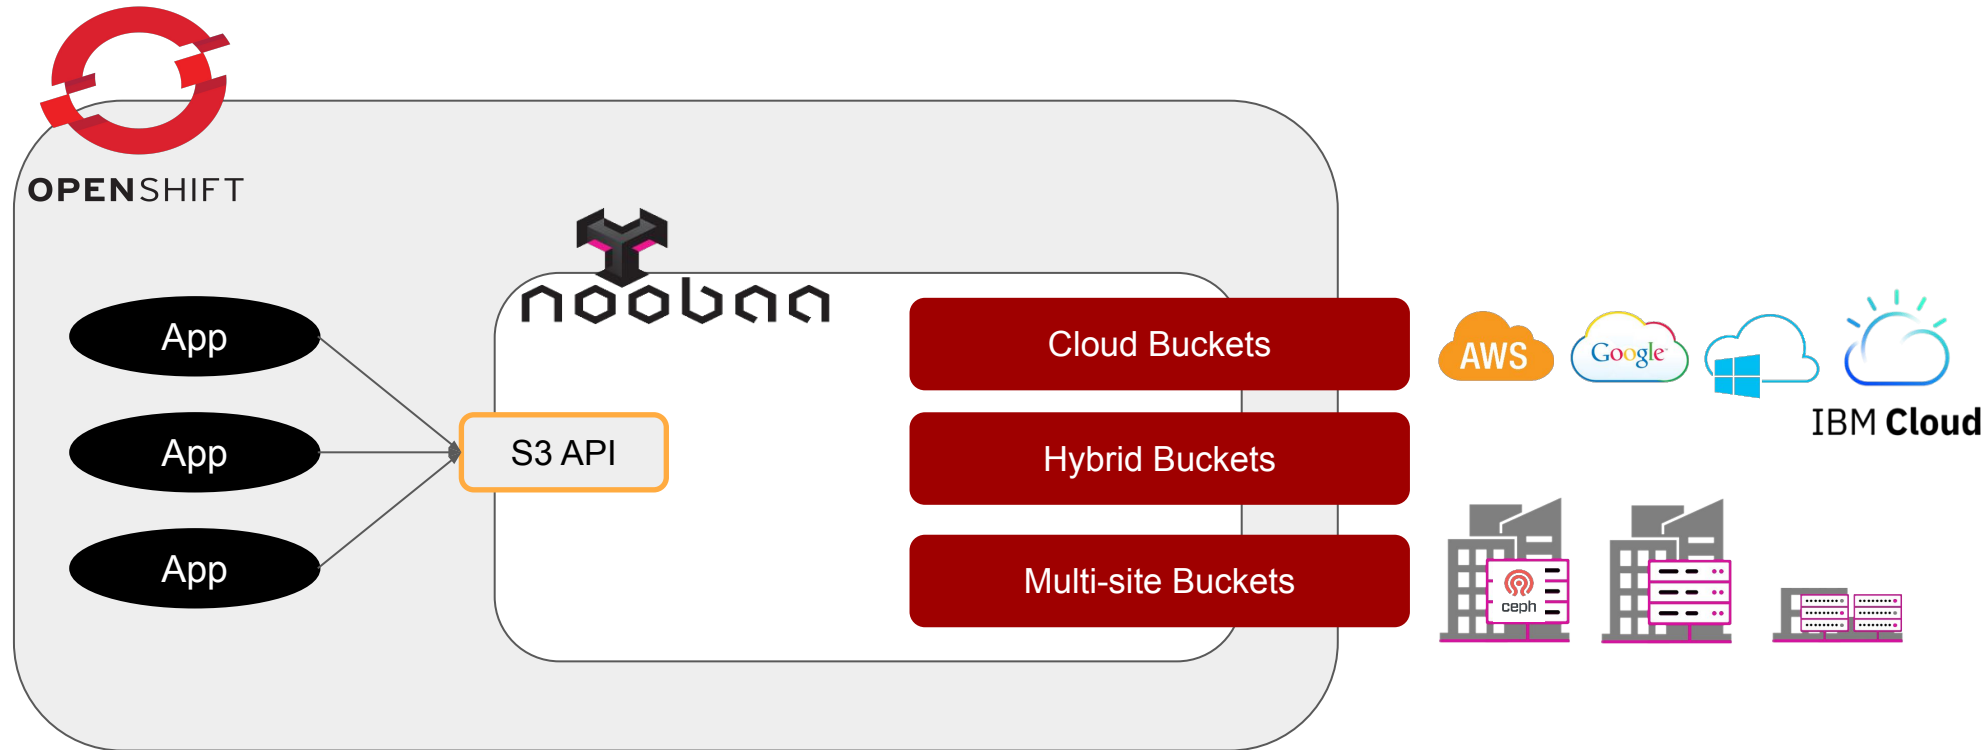 OPENSHIFT
noobaa
App
App
App
S3 API
Cloud Buckets
Hybrid Buckets
Multi-site Buckets
AWS
Google
IBM Cloud
ceph